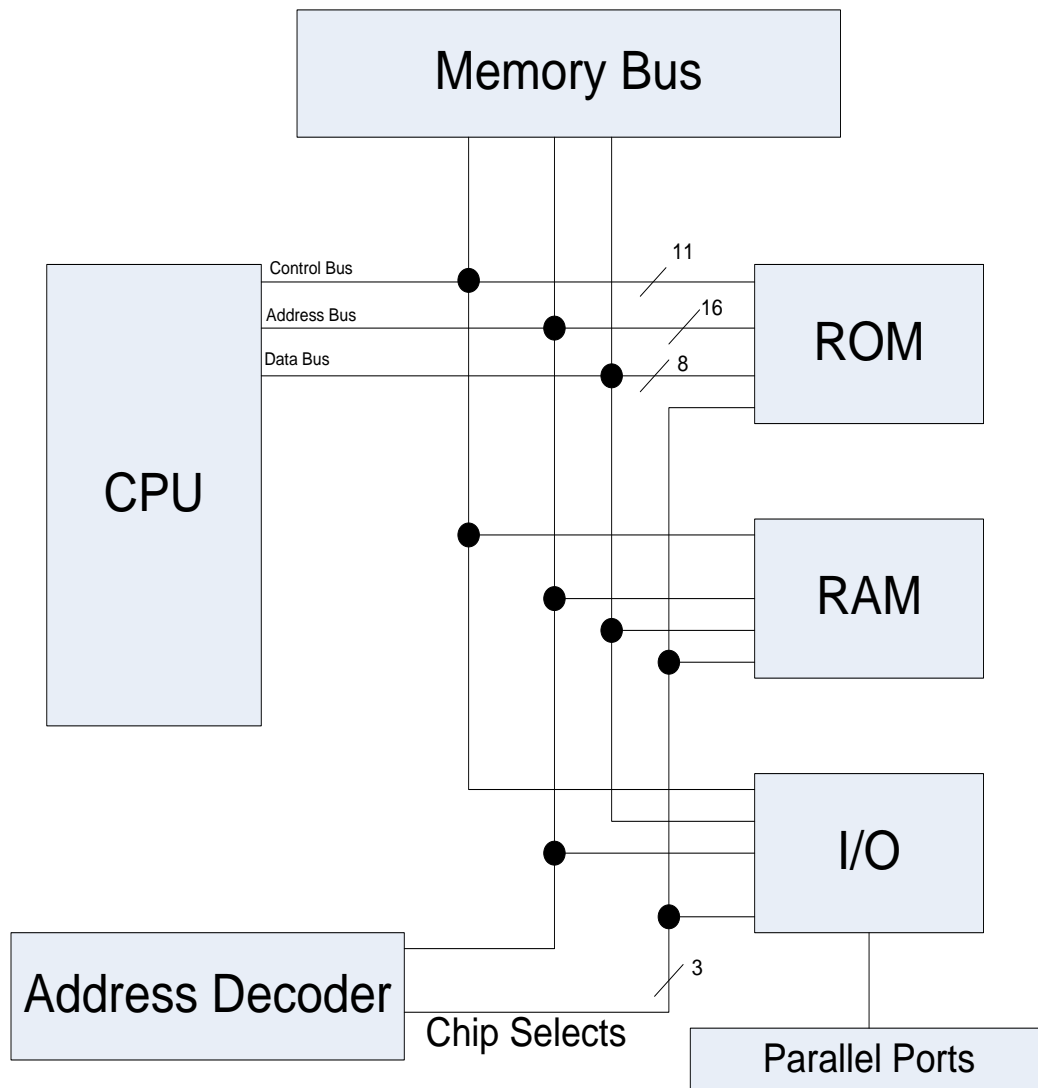 Memory Bus
Control Bus
11
Address Bus
16
Data Bus
8
ROM
CPU
RAM
I/O
Address Decoder
3
Chip Selects
Parallel Ports